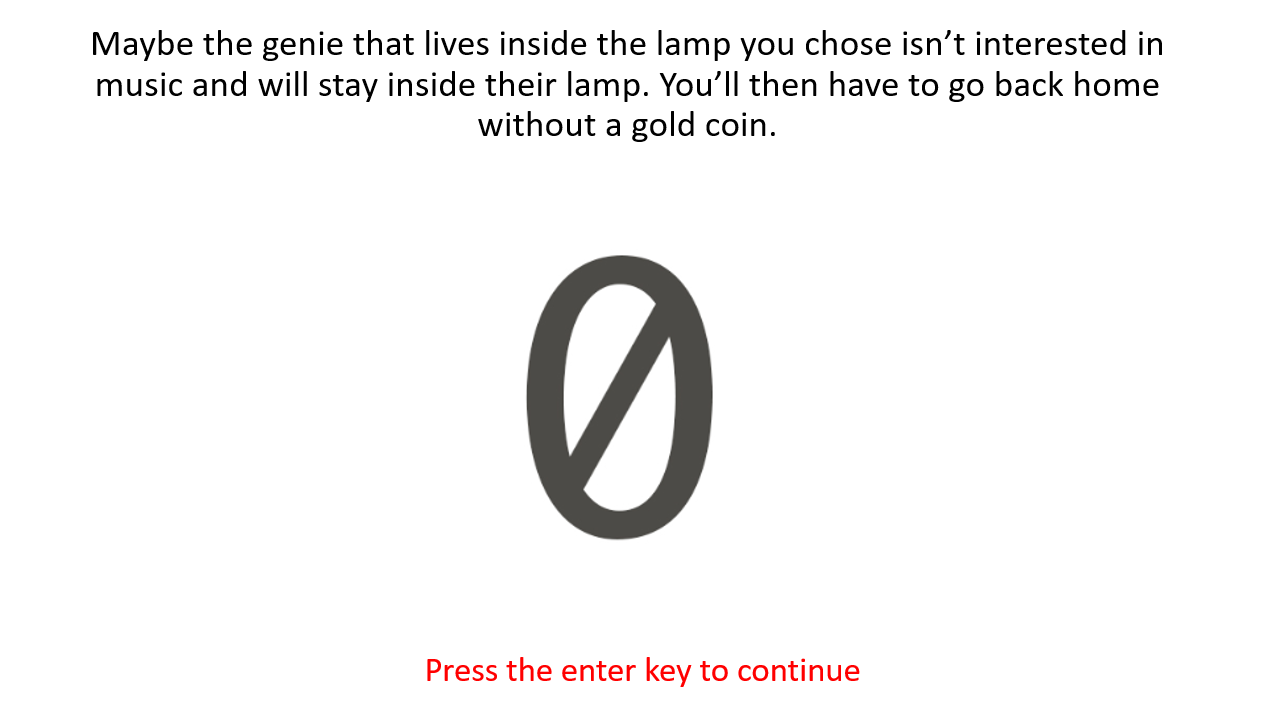 Maybe the genie that lives inside the lamp you chose isn’t interested in
music and will stay inside their lamp. You’ll then have to go back home
without a gold coin.
0
Press the enter key to continue